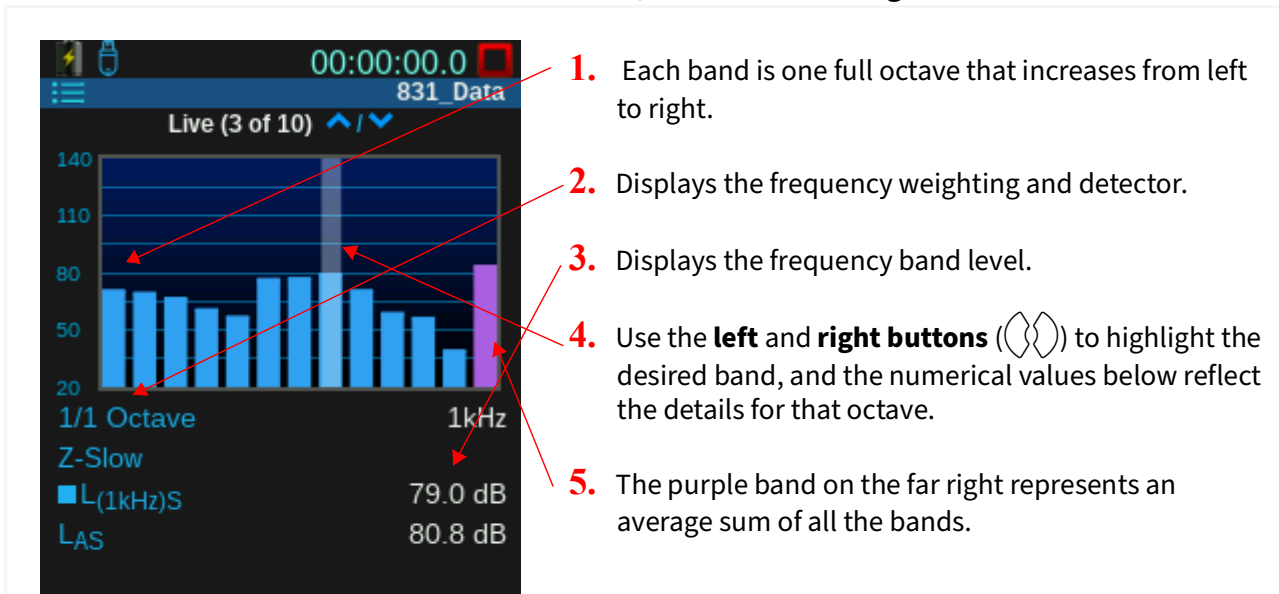 00:00:00.0
831_Data
Live (3 of 10) /
140
110
80
50
20
1/1 Octave 1kHz
Z-Slow
L(1kHz)S 79.0 dB
LAS 80.8 dB
1. Each band is one full octave that increases from left
to right.
2. Displays the frequency weighting and detector.
3. Displays the frequency band level.
4. Use the left and right buttons () to highlight the
desired band, and the numerical values below reflect
the details for that octave.
5. The purple band on the far right represents an
average sum of all the bands.